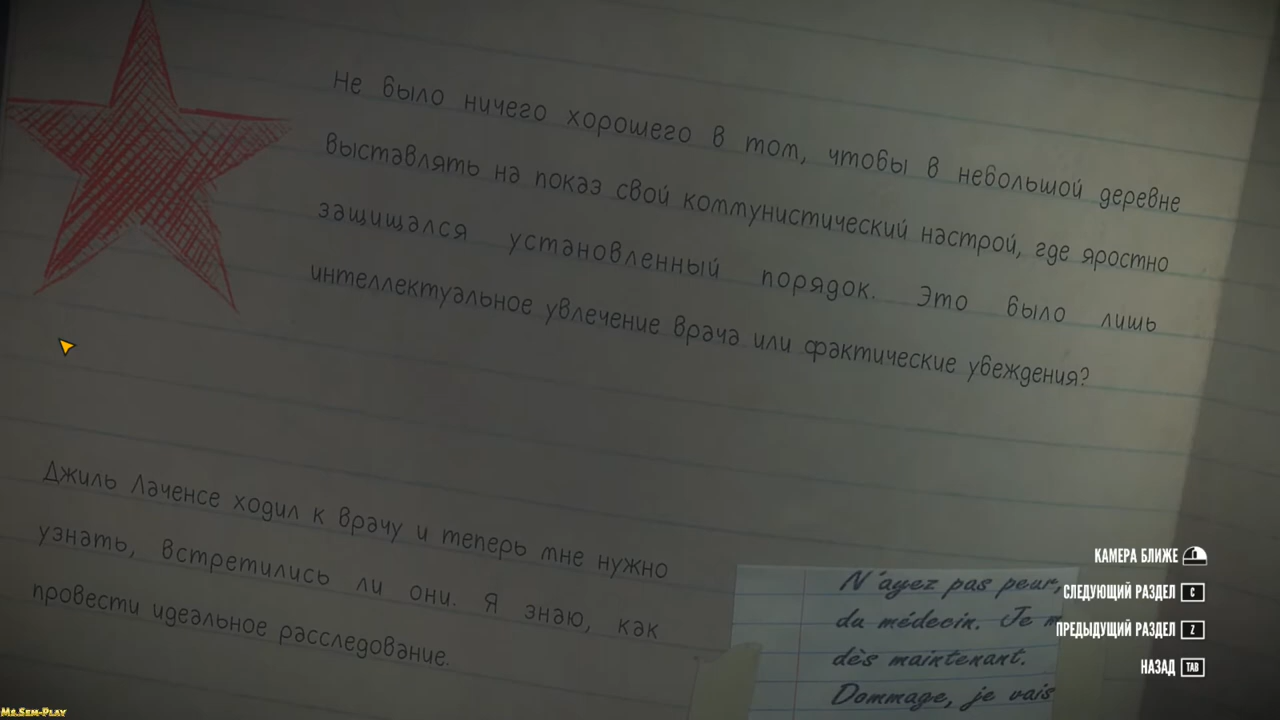 Не было ничего хорошего в том, чтобы в небольшой деревне
выставлять на показ свой коммунистический настрой, где яростно
защищался установленный порядок. Это было лишь
интеллектуальное увлечение врача или фактические убеждения?
Джиль Лаченсе ходил к врачу и теперь мне нужно
узнать, встретились ли они. Я знаю, как
провести идеальное расследование.
N'ayez pas peur,
du médecin. Je
dès maintenant.
Dommage, je vais
КАМЕРА БЛИЖЕ
СЛЕДУЮЩИЙ РАЗДЕЛ C
ПРЕДЫДУЩИЙ РАЗДЕЛ Z
НАЗАД TAB
Mr.Sem-Play